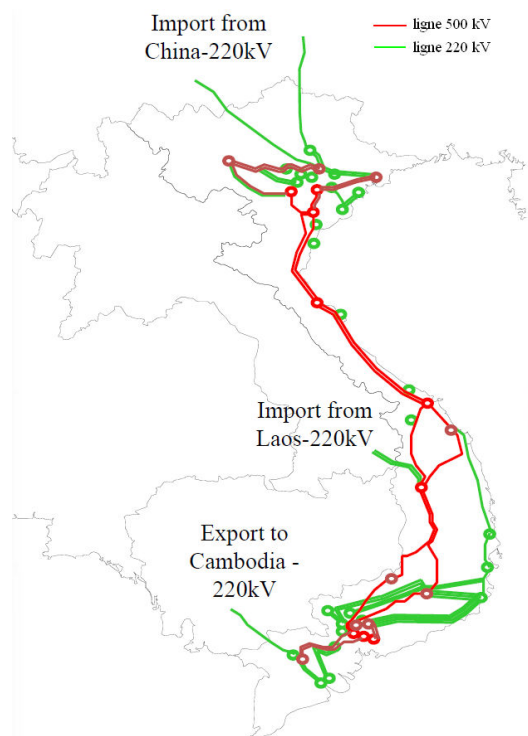 Import from
China-220kV
ligne 500 kV
ligne 220 kV
Import from
Laos-220kV
Export to
Cambodia -
220kV